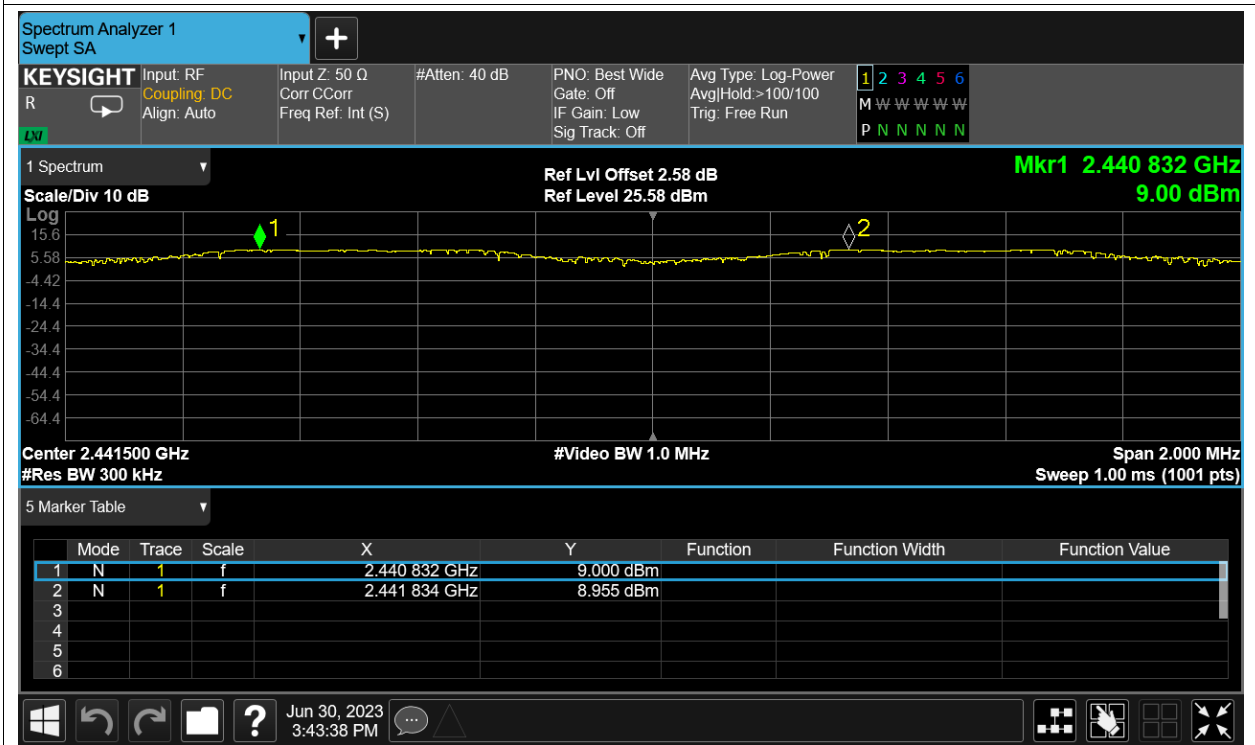 Spectrum Analyzer 1
Swept SA
KEYSIGHT
R
LXI
Input: RF
Coupling: DC
Align: Auto
Input Z: 50 Ω
Corr CCorr
Freq Ref: Int (S)
#Atten: 40 dB
PNO: Best Wide
Gate: Off
IF Gain: Low
Sig Track: Off
Avg Type: Log-Power
Avg|Hold:>100/100
Trig: Free Run
1 2 3 4 5 6
M W W W W W
P N N N N N
1 Spectrum
Scale/Div 10 dB
Ref Lvl Offset 2.58 dB
Ref Level 25.58 dBm
Mkr1 2.440 832 GHz
9.00 dBm
Log
15.6
5.58
-4.42
-14.4
-24.4
-34.4
-44.4
-54.4
-64.4
1
2
Center 2.441500 GHz
#Video BW 1.0 MHz
Span 2.000 MHz
#Res BW 300 kHz
Sweep 1.00 ms (1001 pts)
5 Marker Table
Mode Trace Scale X Y Function Function Width Function Value
1 N 1 f 2.440 832 GHz 9.000 dBm
2 N 1 f 2.441 834 GHz 8.955 dBm
3
4
5
6
?
Jun 30, 2023
3:43:38 PM